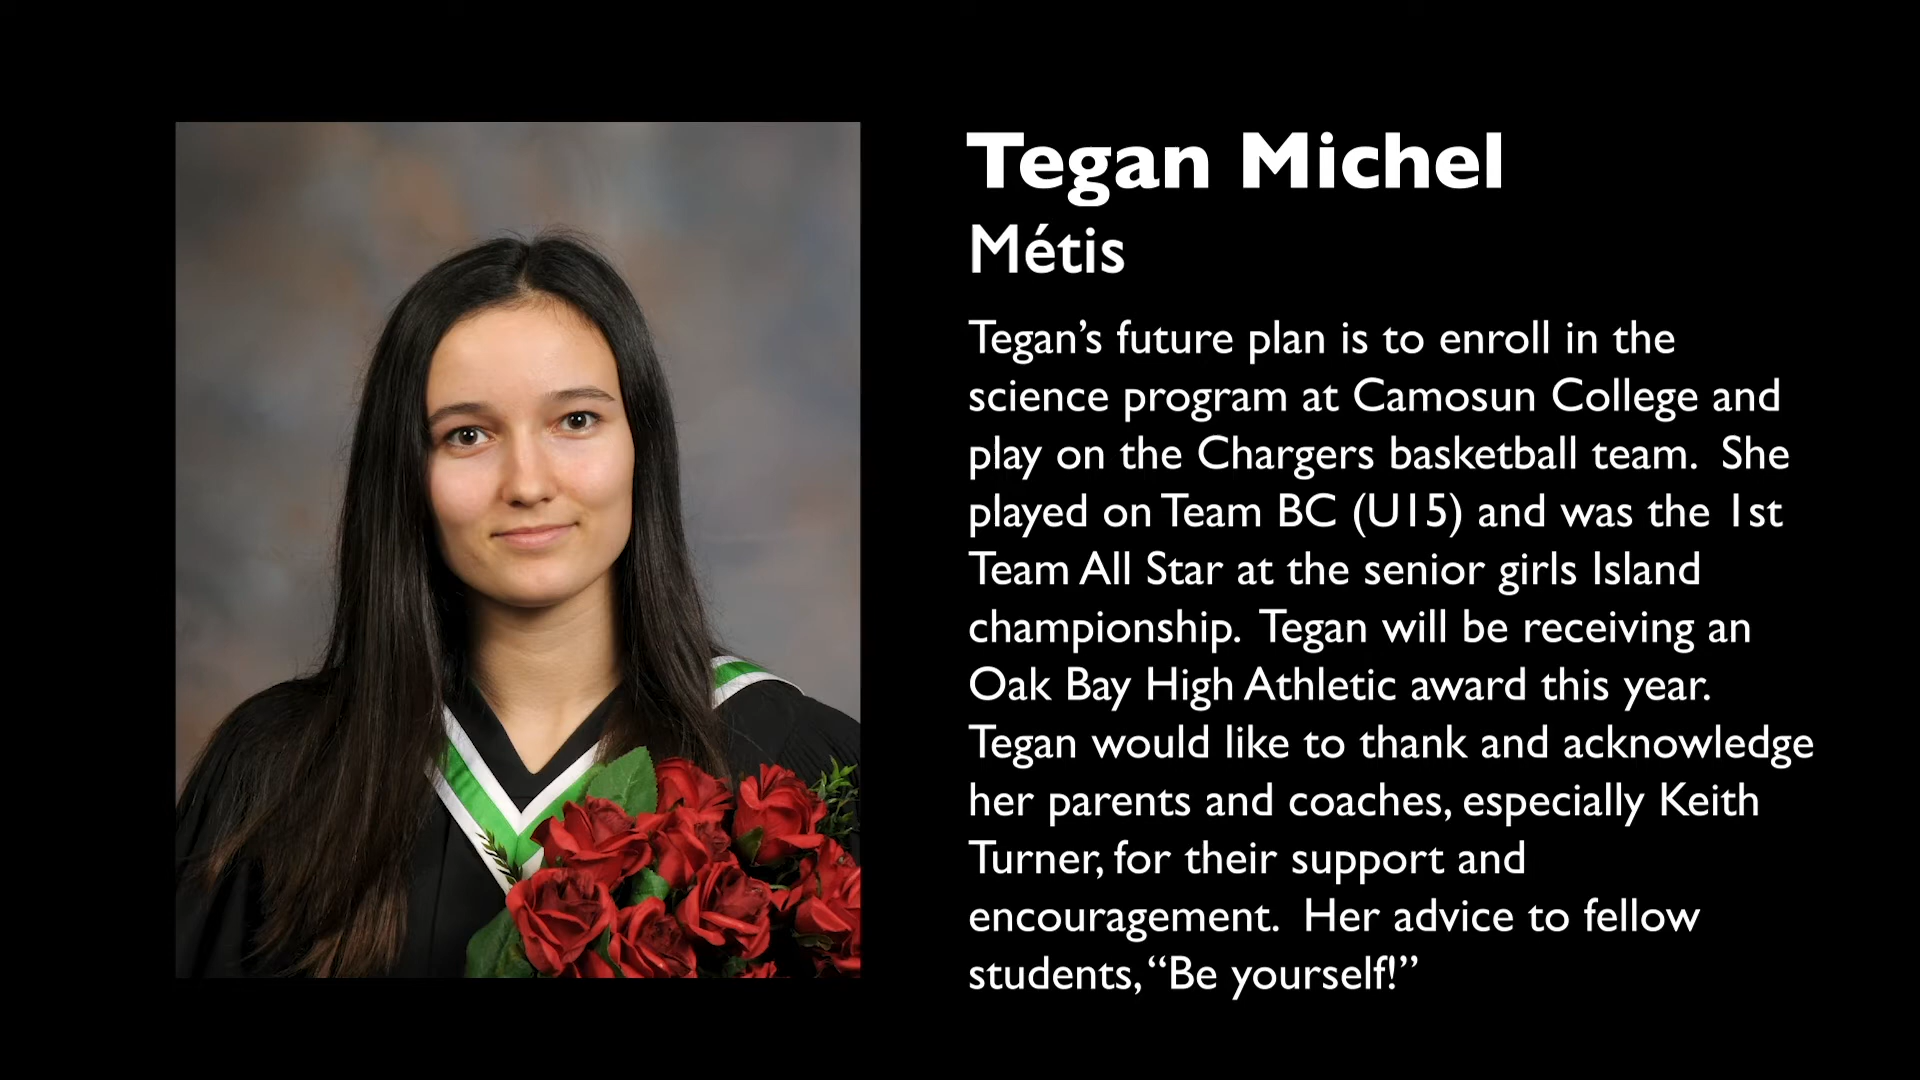 Tegan Michel
Métis
Tegan’s future plan is to enroll in the
science program at Camosun College and
play on the Chargers basketball team.  She
played on Team BC (U15) and was the 1st
Team All Star at the senior girls Island
championship.  Tegan will be receiving an
Oak Bay High Athletic award this year.
Tegan would like to thank and acknowledge
her parents and coaches, especially Keith
Turner, for their support and
encouragement.  Her advice to fellow
students, “Be yourself!”